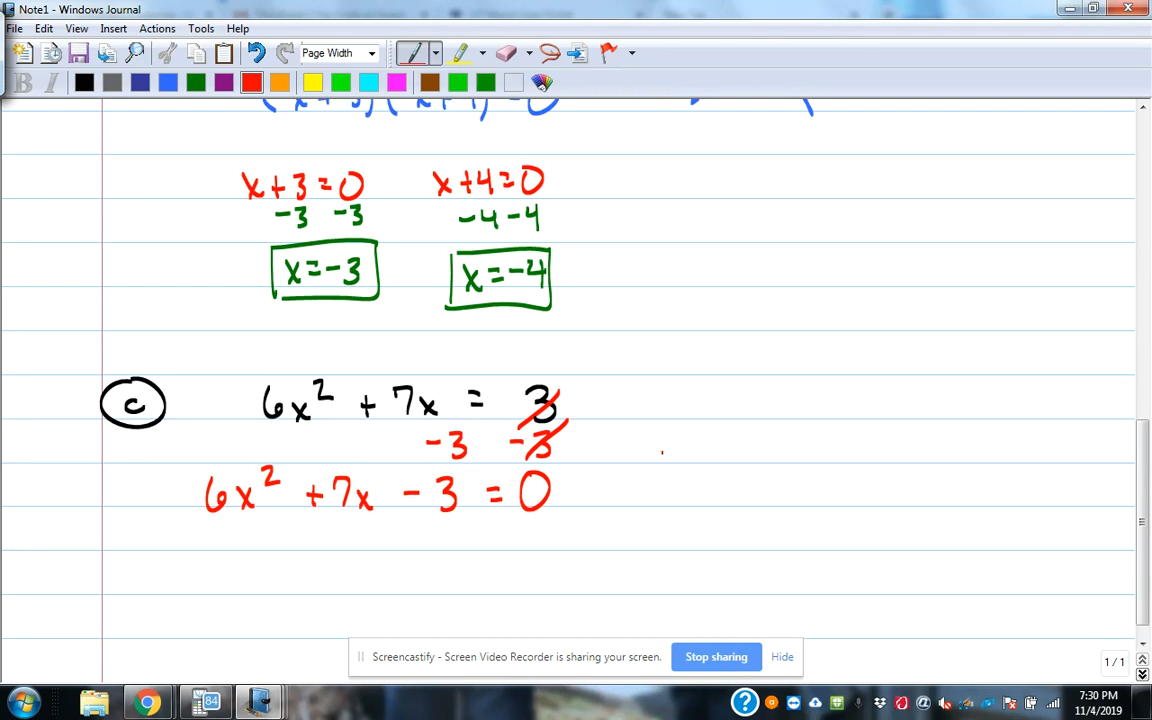 Note1 - Windows Journal
File Edit View Insert Actions Tools Help
Page Width
B I
x+3=0 x+4=0
-3 -3 -4 -4
x=-3 x=-4
c 6x² + 7x = 3
-3 -3
6x² +7x - 3 = 0
Screencastify - Screen Video Recorder is sharing your screen. Stop sharing Hide
1 / 1
84
7:30 PM
11/4/2019